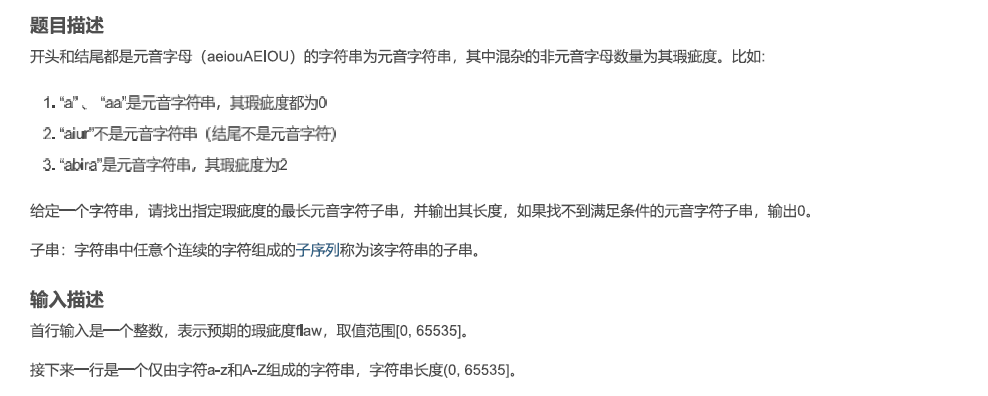 题目描述
开头和结尾都是元音字母（aeiouAEIOU）的字符串为元音字符串，其中混杂的非元音字母数量为其瑕疵度。比如:
1. “a” 、 “aa”是元音字符串，其瑕疵度都为0
2. “aiur”不是元音字符串（结尾不是元音字符）
3. “abira”是元音字符串，其瑕疵度为2
给定一个字符串，请找出指定瑕疵度的最长元音字符子串，并输出其长度，如果找不到满足条件的元音字符子串，输出0。
子串：字符串中任意个连续的字符组成的子序列称为该字符串的子串。
输入描述
首行输入是一个整数，表示预期的瑕疵度flaw，取值范围[0, 65535]。
接下来一行是一个仅由字符a-z和A-Z组成的字符串，字符串长度(0, 65535]。